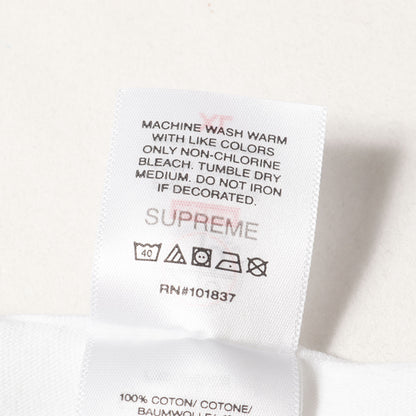 MACHINE WASH WARM
WITH LIKE COLORS
ONLY NON-CHLORINE
BLEACH. TUMBLE DRY
MEDIUM. DO NOT IRON
IF DECORATED.
SUPREME
40
RN#101837
100% COTON/ COTONE/